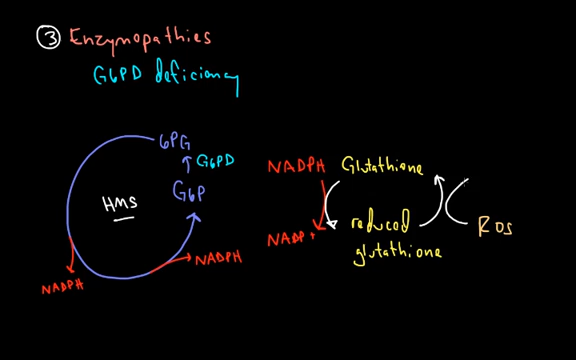 ③ Enzymopathies
G6PD deficiency
6PG
G6PD
G6P
HMS
NADPH
NADPH
NADPH Glutathione
NADP+ reduced glutathione
ROS